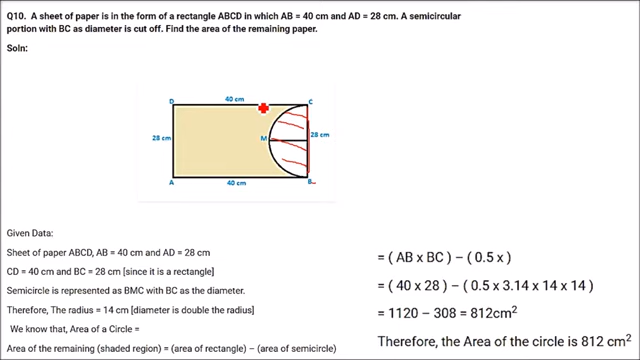 Q10. A sheet of paper is in the form of a rectangle ABCD in which AB = 40 cm and AD = 28 cm. A semicircular
portion with BC as diameter is cut off. Find the area of the remaining paper.
Soln:
D
40 cm
C
28 cm
M
28 cm
A
40 cm
B
Given Data:
Sheet of paper ABCD, AB = 40 cm and AD = 28 cm
CD = 40 cm and BC = 28 cm [since it is a rectangle]
Semicircle is represented as BMC with BC as the diameter.
Therefore, The radius = 14 cm [diameter is double the radius]
We know that, Area of a Circle =
Area of the remaining (shaded region) = (area of rectangle) – (area of semicircle)
= ( AB x BC ) – ( 0.5 x )
= ( 40 x 28 ) – ( 0.5 x 3.14 x 14 x 14 )
= 1120 – 308 = 812cm²
Therefore, the Area of the circle is 812 cm²